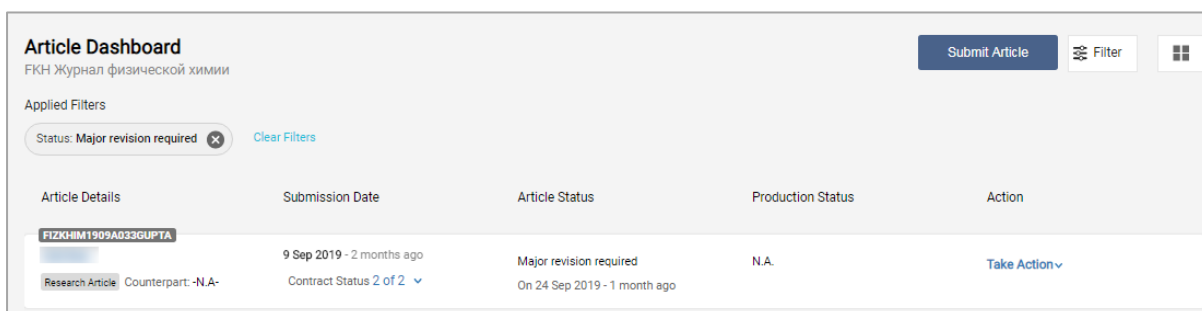 Article Dashboard
FKH Журнал физической химии
Submit Article
Filter
Applied Filters
Status: Major revision required
Clear Filters
Article Details Submission Date Article Status Production Status Action
FIZKHIM1909A033GUPTA
9 Sep 2019 - 2 months ago
Major revision required
N.A.
Take Action
Research Article Counterpart: -N.A-
Contract Status 2 of 2
On 24 Sep 2019 - 1 month ago